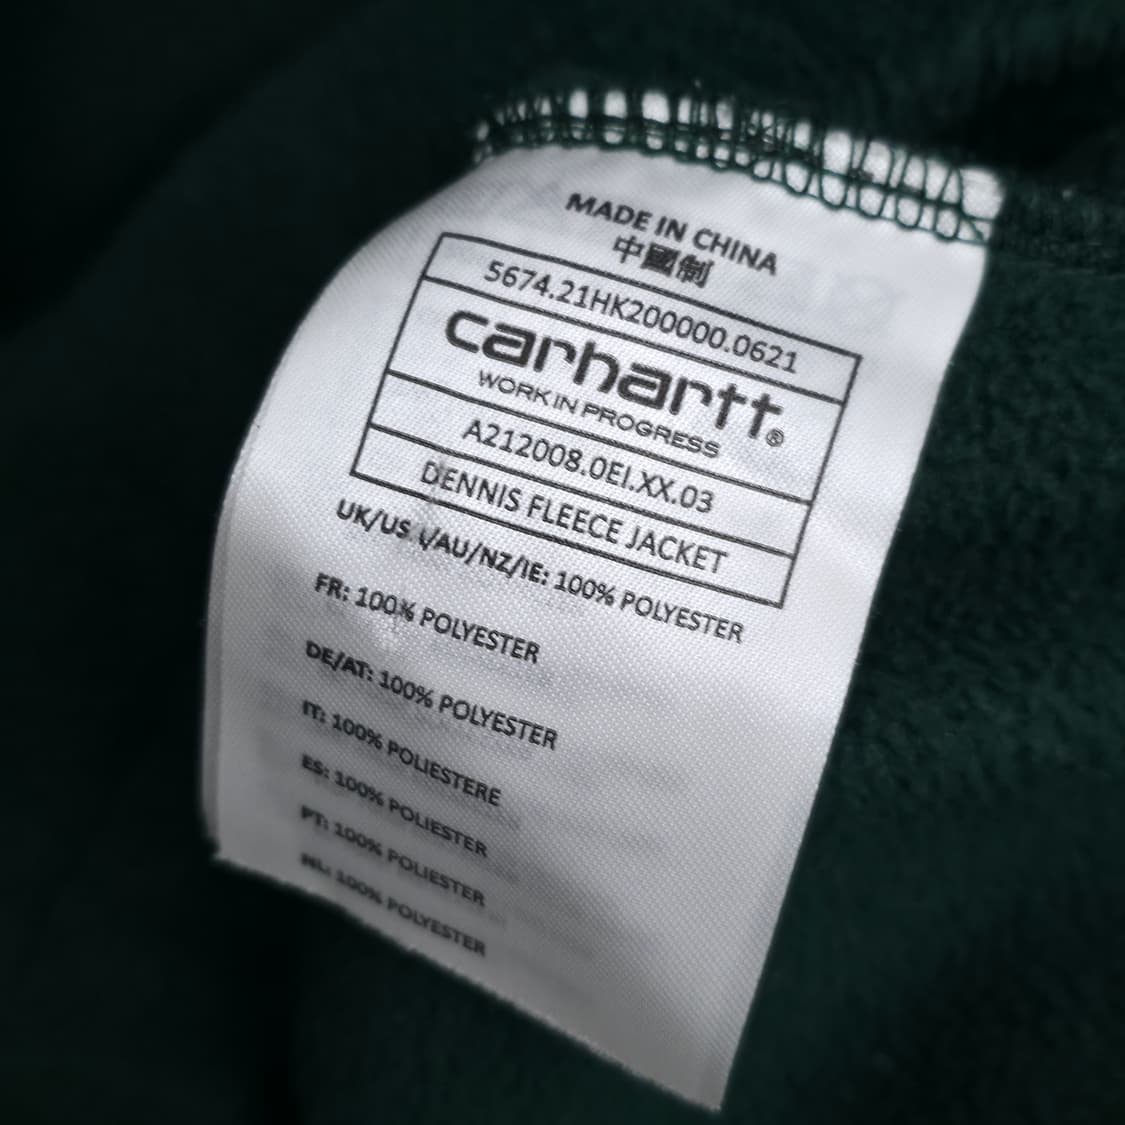 MADE IN CHINA
中國制
5674.21HK200000.0621
carhartt®
WORK IN PROGRESS
A212008.0EI.XX.03
DENNIS FLEECE JACKET
UK/US /AU/NZ/IE: 100% POLYESTER
FR: 100% POLYESTER
DE/AT: 100% POLYESTER
IT: 100% POLIESTERE
ES: 100% POLIESTER
PT: 100% POLIESTER
NL: 100% POLYESTER